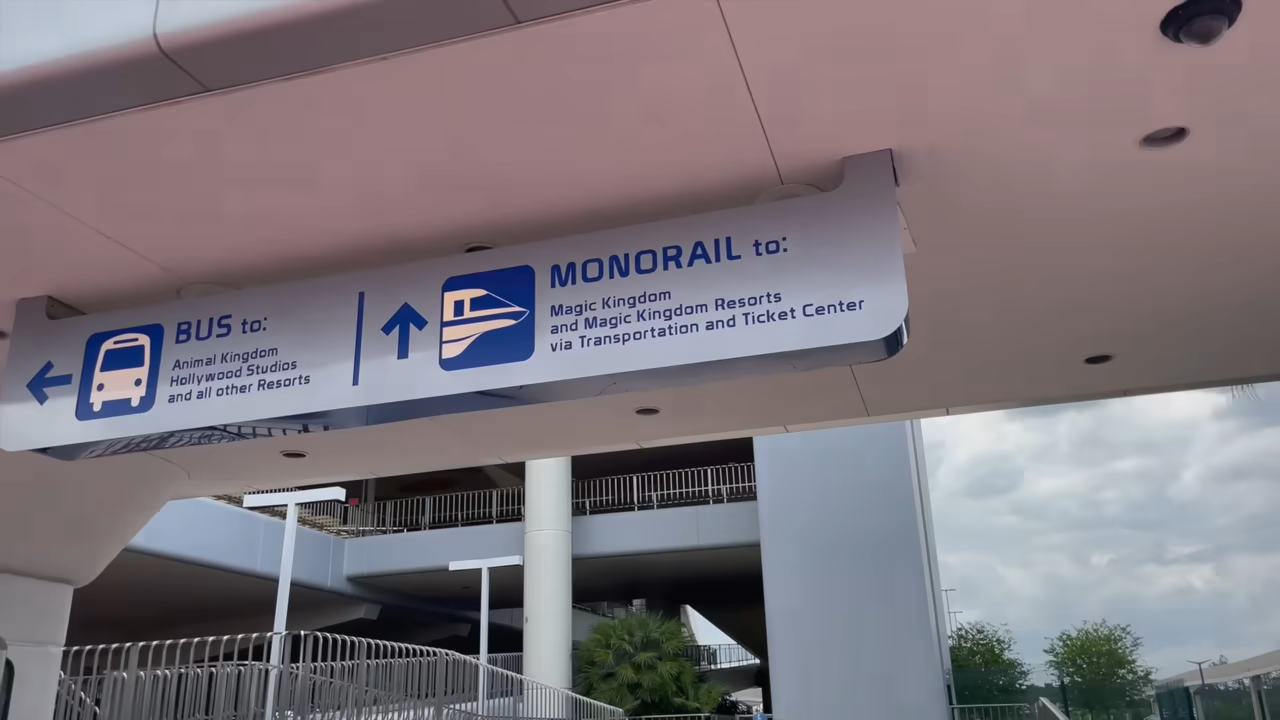 BUS to:
Animal Kingdom
Hollywood Studios
and all other Resorts
MONORAIL to:
Magic Kingdom
and Magic Kingdom Resorts
via Transportation and Ticket Center